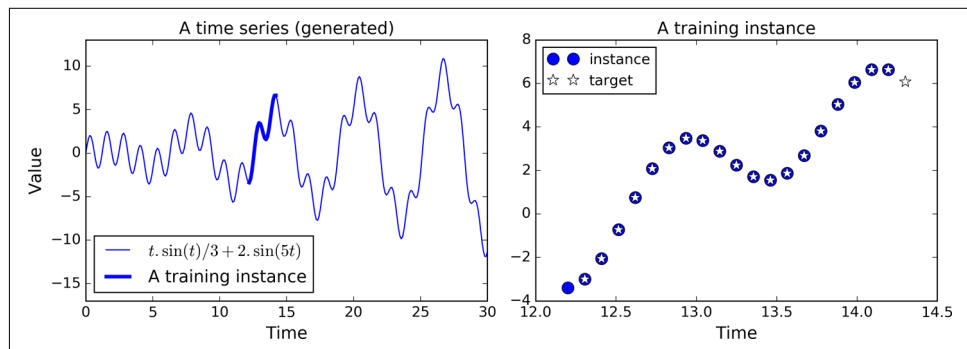 A time series (generated)
10
5
0
−5
−10
−15
Value
0 5 10 15 20 25 30
Time
t.sin(t)/3 + 2.sin(5t)
A training instance
A training instance
8
6
4
2
0
−2
−4
12.0 12.5 13.0 13.5 14.0 14.5
Time
instance
target